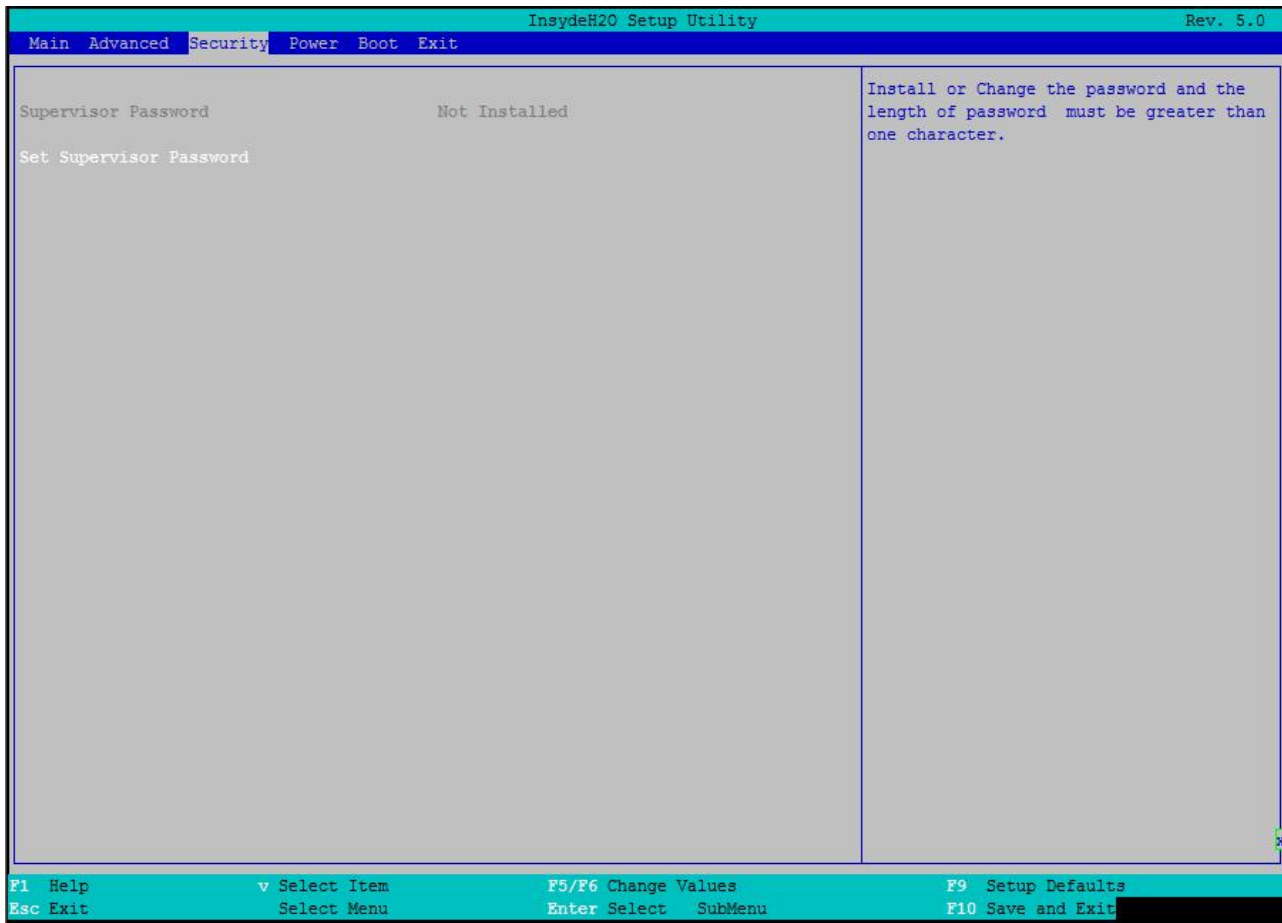 InsydeH2O Setup Utility Rev. 5.0
Main Advanced Security Power Boot Exit
Supervisor Password Not Installed
Set Supervisor Password
Install or Change the password and the
length of password  must be greater than
one character.
F1 Help v Select Item F5/F6 Change Values F9 Setup Defaults
Esc Exit Select Menu Enter Select SubMenu F10 Save and Exit